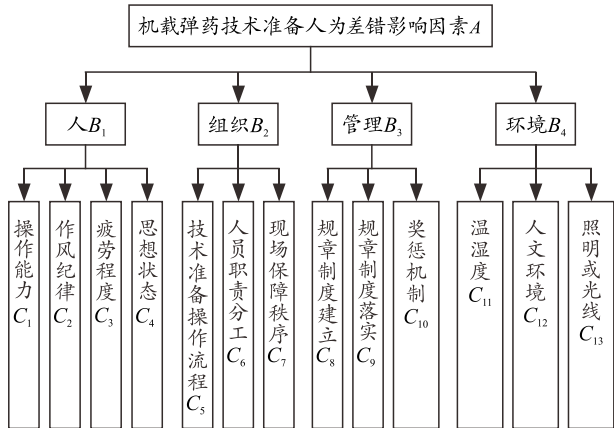 机载弹药技术准备人为差错影响因素A
人B₁
组织B₂
管理B₃
环境B₄
操作能力C₁
作风纪律C₂
疲劳程度C₃
思想状态C₄
技术准备操作流程C₅
人员职责分工C₆
现场保障秩序C₇
规章制度建立C₈
规章制度落实C₉
奖惩机制C₁₀
温湿度C₁₁
人文环境C₁₂
照明或光线C₁₃